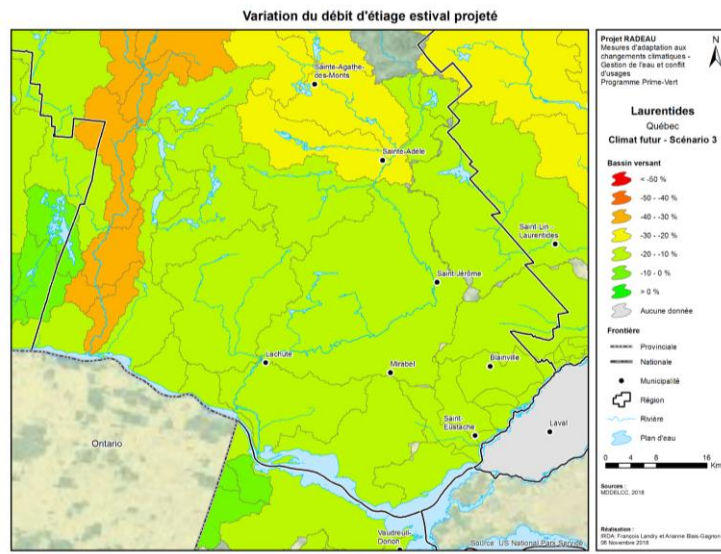 Variation du débit d'étiage estival projeté
Sainte-Agathe-
des-Monts
Sainte-Adèle
Saint-Lin
Laurentides
Saint-Jérôme
Lachute
Mirabel
Blainville
Saint-
Eustache
Laval
Ontario
Vaudreuil-
Dorion
Source : US National Park Service
Projet RADEAU
Mesures d'adaptation aux
changements climatiques -
Gestion de l'eau et conflit
d'usages
Programme Prime-Vert
N
Laurentides
Québec
Climat futur - Scénario 3
Bassin versant
< -50 %
-50 - -40 %
-40 - -30 %
-30 - -20 %
-20 - -10 %
-10 - 0 %
> 0 %
Aucune donnée
Frontière
Provinciale
Nationale
Municipalité
Région
Rivière
Plan d'eau
0 2 4 8 12 16
Km
Sources :
MDDELCC, 2018
Réalisation :
IRDA: François Landry et Arianne Blais-Gagnon
06 Novembre 2018